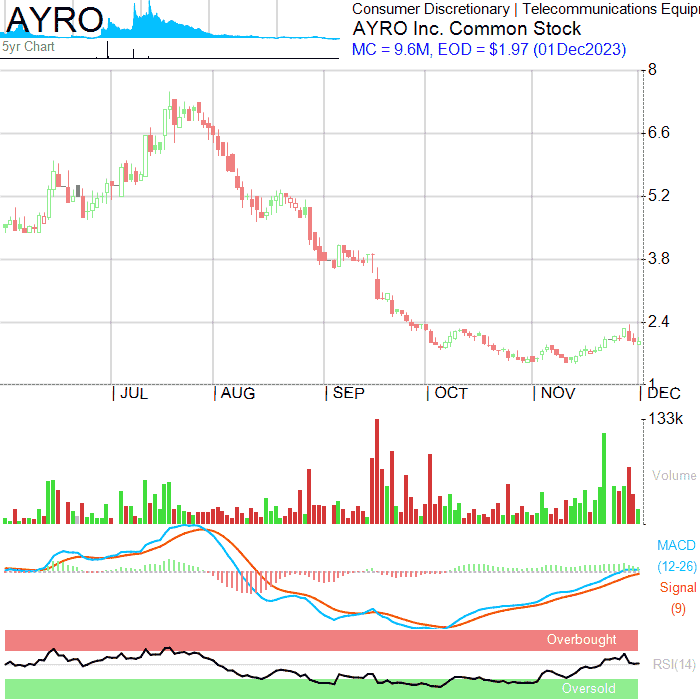 AYRO
5yr Chart
Consumer Discretionary | Telecommunications Equip
AYRO Inc. Common Stock
MC = 9.6M, EOD = $1.97 (01Dec2023)
8
6.6
5.2
3.8
2.4
1
| JUL | AUG | SEP | OCT | NOV | DEC
133k
Volume
MACD
(12-26)
Signal
(9)
Overbought
RSI(14)
Oversold